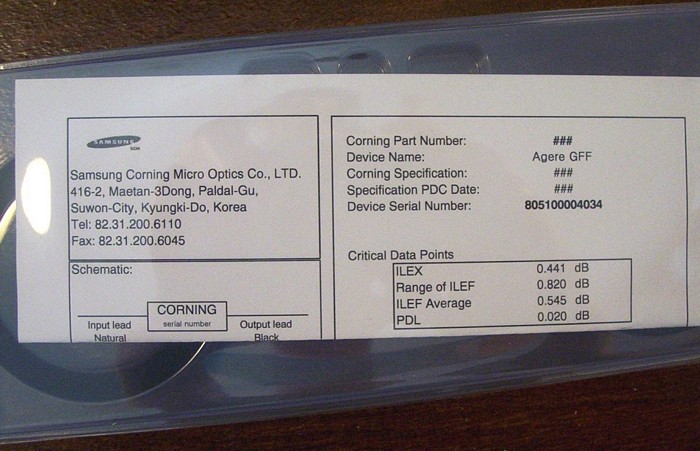 SAMSUNG
SCM
Samsung Corning Micro Optics Co., LTD.
416-2, Maetan-3Dong, Paldal-Gu,
Suwon-City, Kyungki-Do, Korea
Tel: 82.31.200.6110
Fax: 82.31.200.6045
Schematic:
CORNING
serial number
Input lead
Natural
Output lead
Black
Corning Part Number: ###
Device Name: Agere GFF
Corning Specification: ###
Specification PDC Date: ###
Device Serial Number: 805100004034
Critical Data Points
ILEX 0.441 dB
Range of ILEF 0.820 dB
ILEF Average 0.545 dB
PDL 0.020 dB